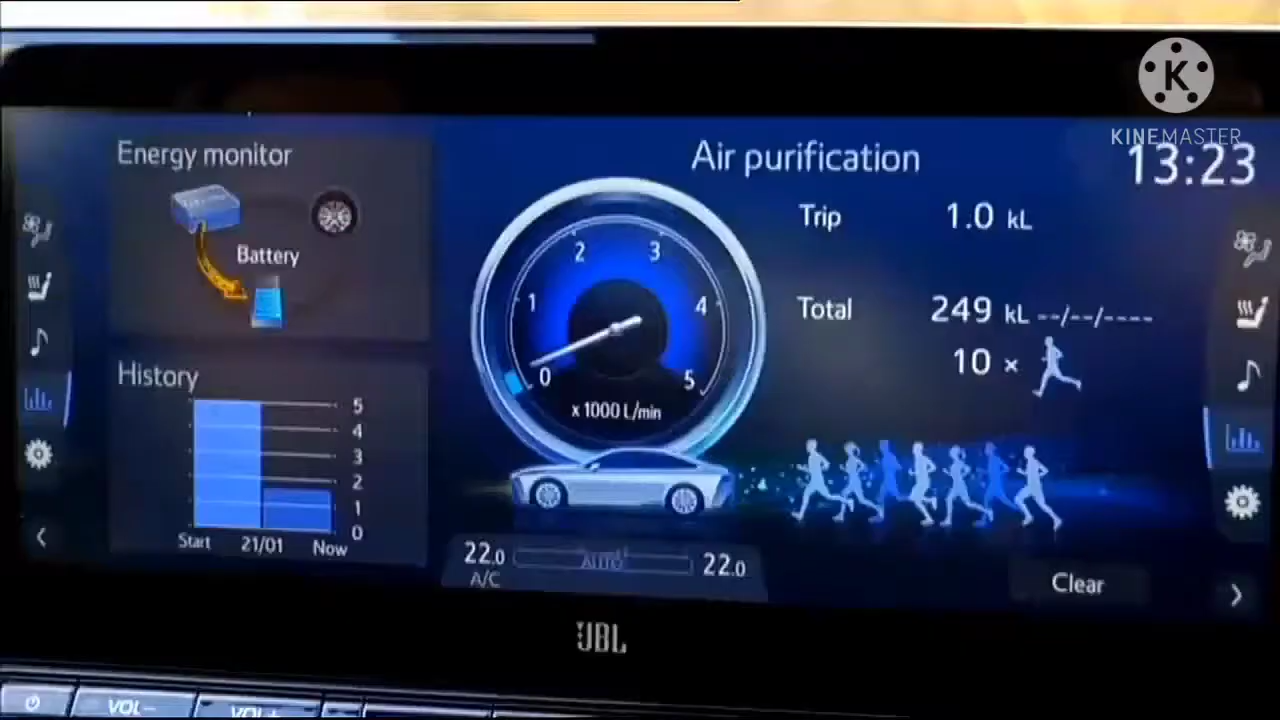 KINEMASTER
Energy monitor
Air purification
13:23
Battery
Trip 1.0 kL
Total 249 kL --/--/----
10 ×
0 1 2 3 4 5
x 1000 L/min
History
5
4
3
2
1
0
Start 21/01 Now
22.0 AUTO 22.0
A/C
Clear
JBL
VOL-
VOL+